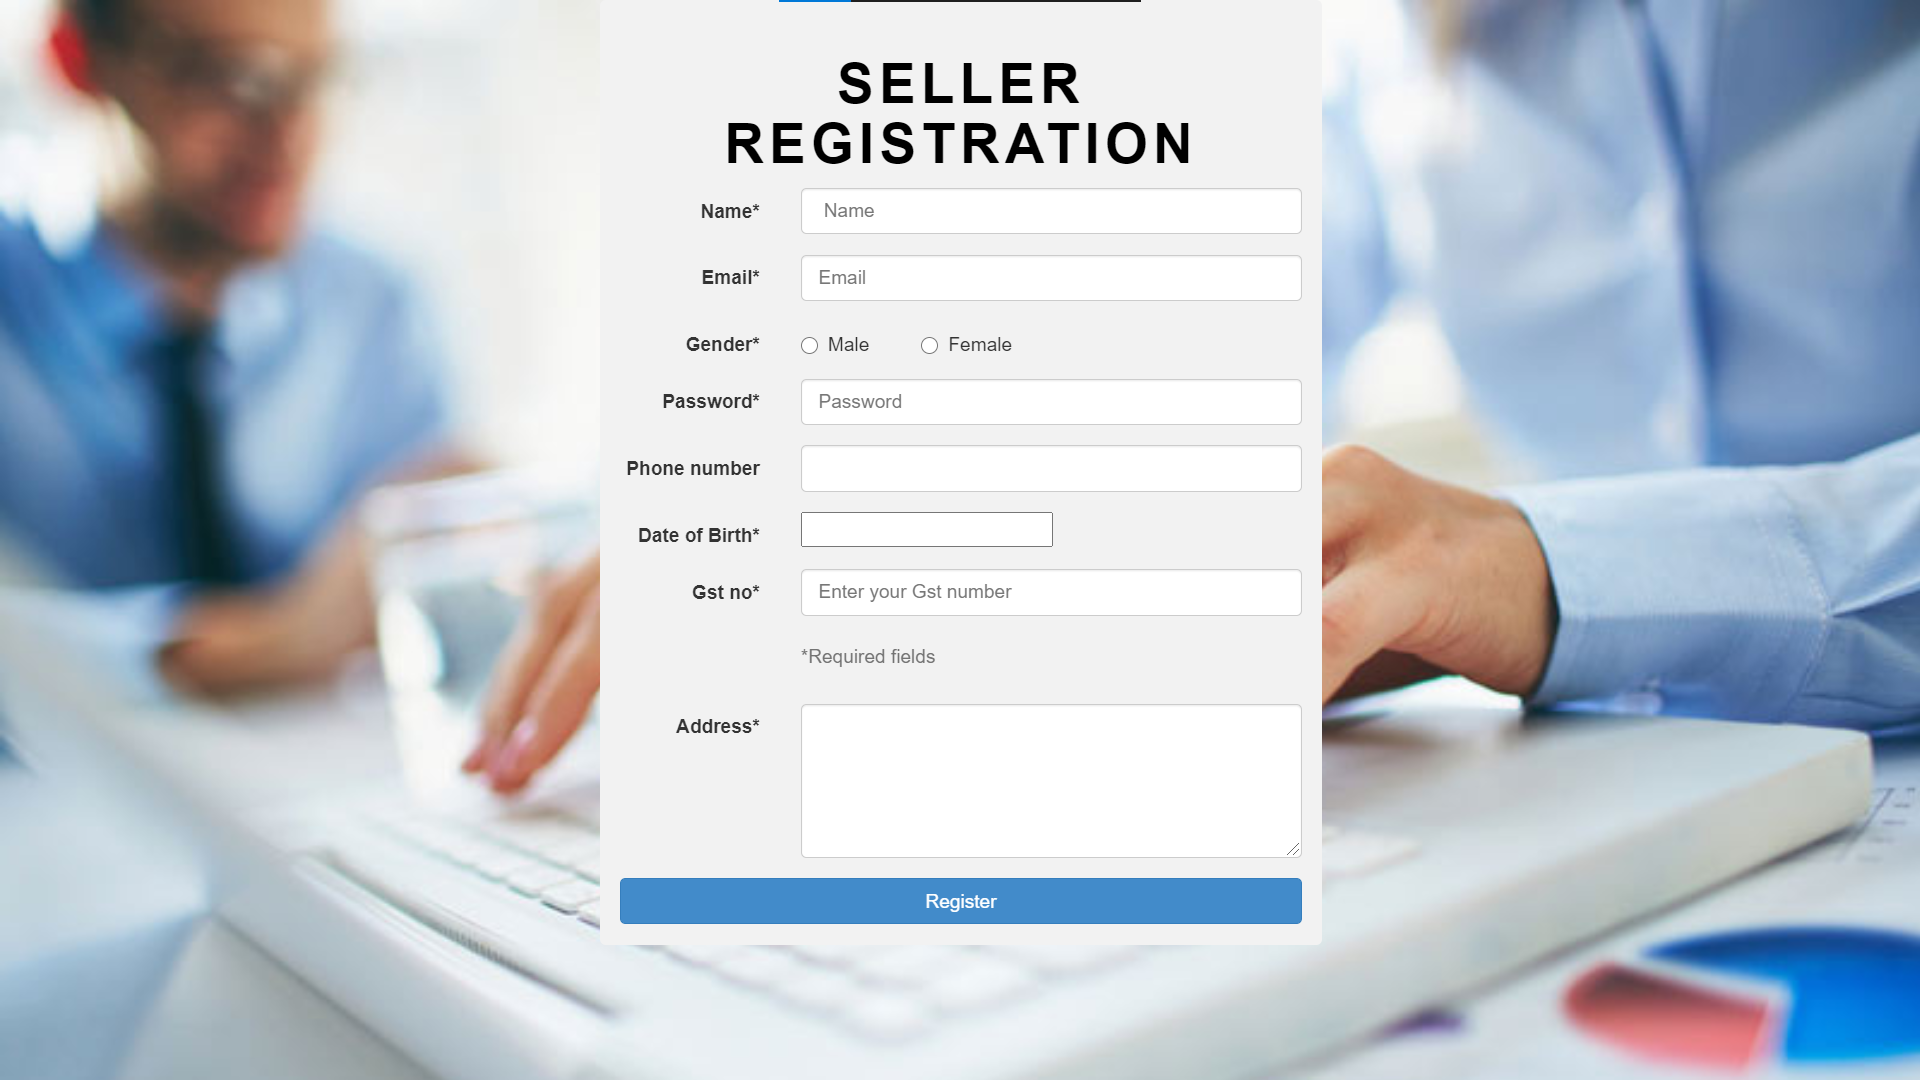 SELLER
REGISTRATION
Name* Name
Email* Email
Gender* Male Female
Password* Password
Phone number
Date of Birth*
Gst no* Enter your Gst number
*Required fields
Address*
Register